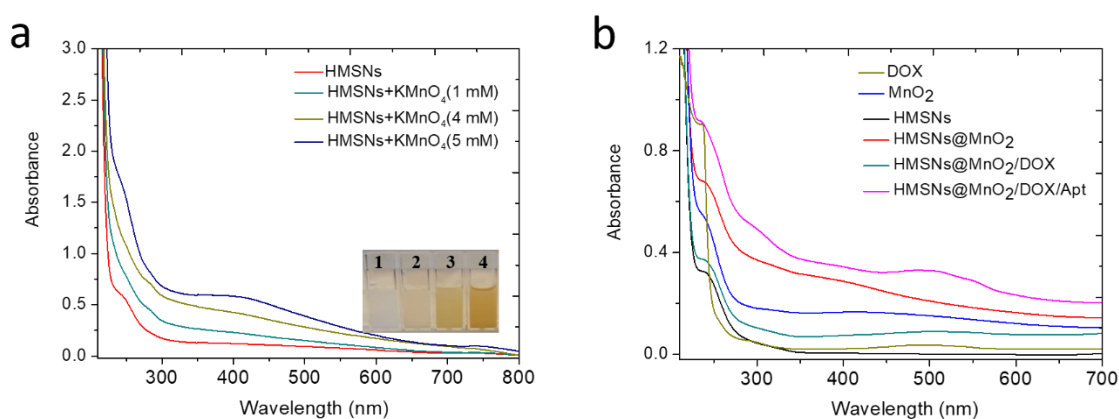 a
3.0
2.5
2.0
1.5
1.0
0.5
0.0
Absorbance
HMSNs
HMSNs+KMnO4(1 mM)
HMSNs+KMnO4(4 mM)
HMSNs+KMnO4(5 mM)
1 2 3 4
300 400 500 600 700 800
Wavelength (nm)
b
1.2
0.8
0.4
0.0
Absorbance
DOX
MnO2
HMSNs
HMSNs@MnO2
HMSNs@MnO2/DOX
HMSNs@MnO2/DOX/Apt
300 400 500 600 700
Wavelength (nm)